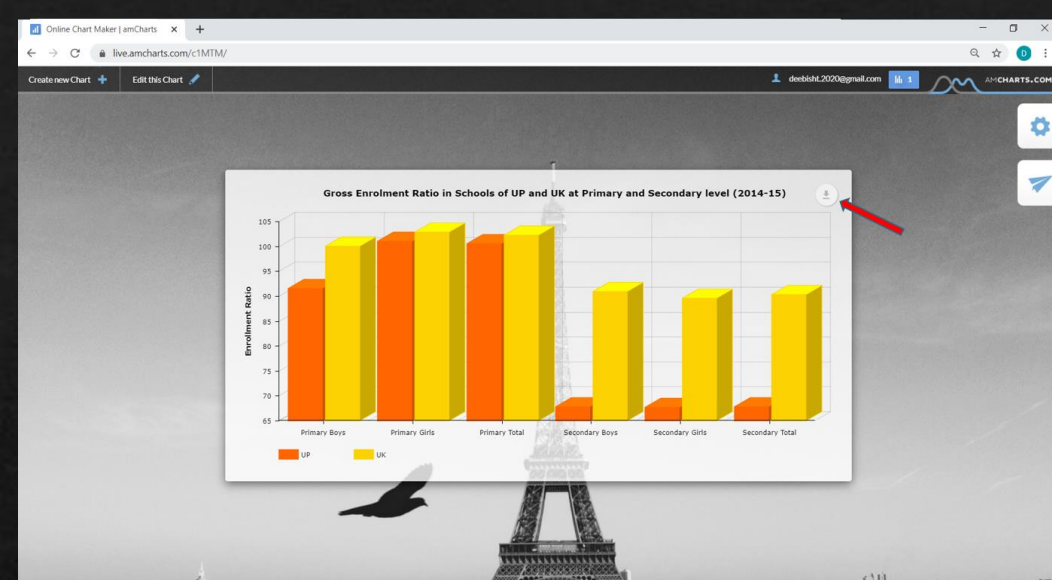 Online Chart Maker | amCharts
live.amcharts.com/c1MTM/
D
Create new Chart
Edit this Chart
deebisht.2020@gmail.com
1
AMCHARTS.COM
Gross Enrolment Ratio in Schools of UP and UK at Primary and Secondary level (2014-15)
Enrollment Ratio
105
100
95
90
85
80
75
70
65
Primary Boys
Primary Girls
Primary Total
Secondary Boys
Secondary Girls
Secondary Total
UP
UK